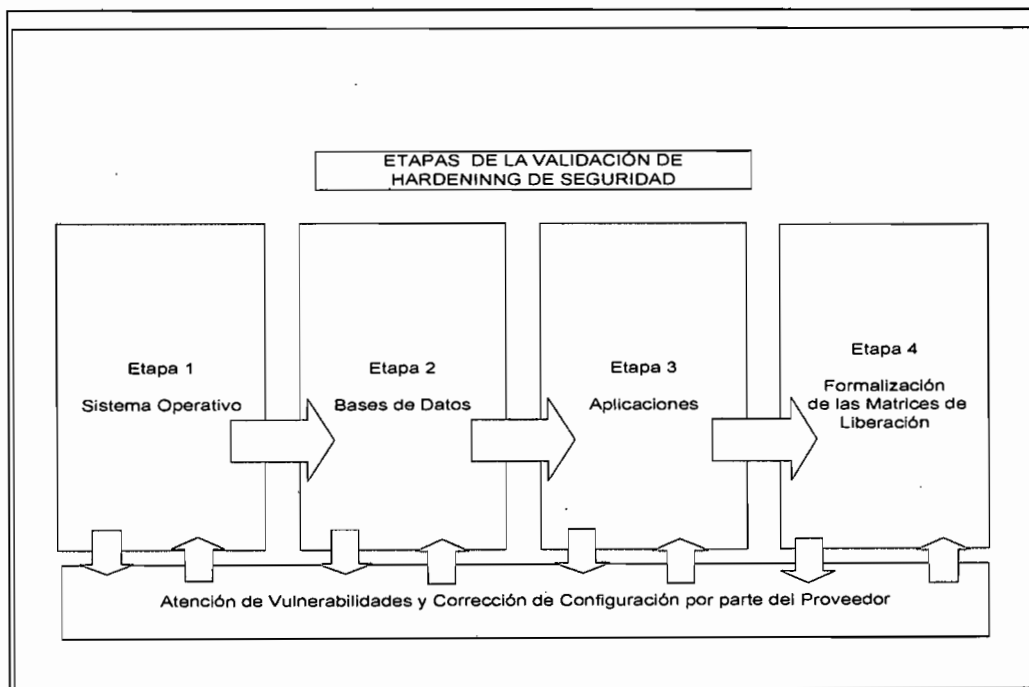 ETAPAS DE LA VALIDACIÓN DE
HARDENINNG DE SEGURIDAD
Etapa 1
Sistema Operativo
Etapa 2
Bases de Datos
Etapa 3
Aplicaciones
Etapa 4
Formalización
de las Matrices de
Liberación
Atención de Vulnerabilidades y Corrección de Configuración por parte del Proveedor